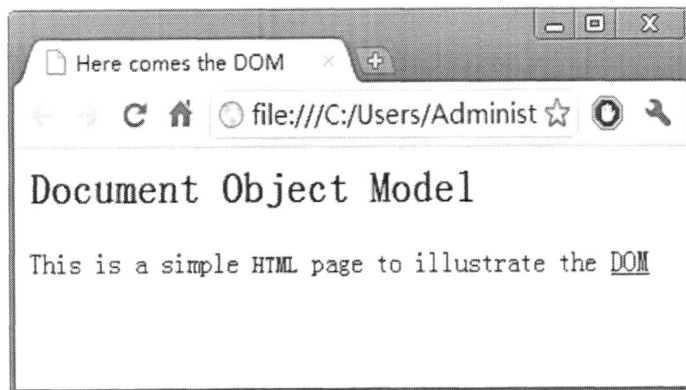 Here comes the DOM
file:///C:/Users/Administ
Document Object Model
This is a simple HTML page to illustrate the DOM